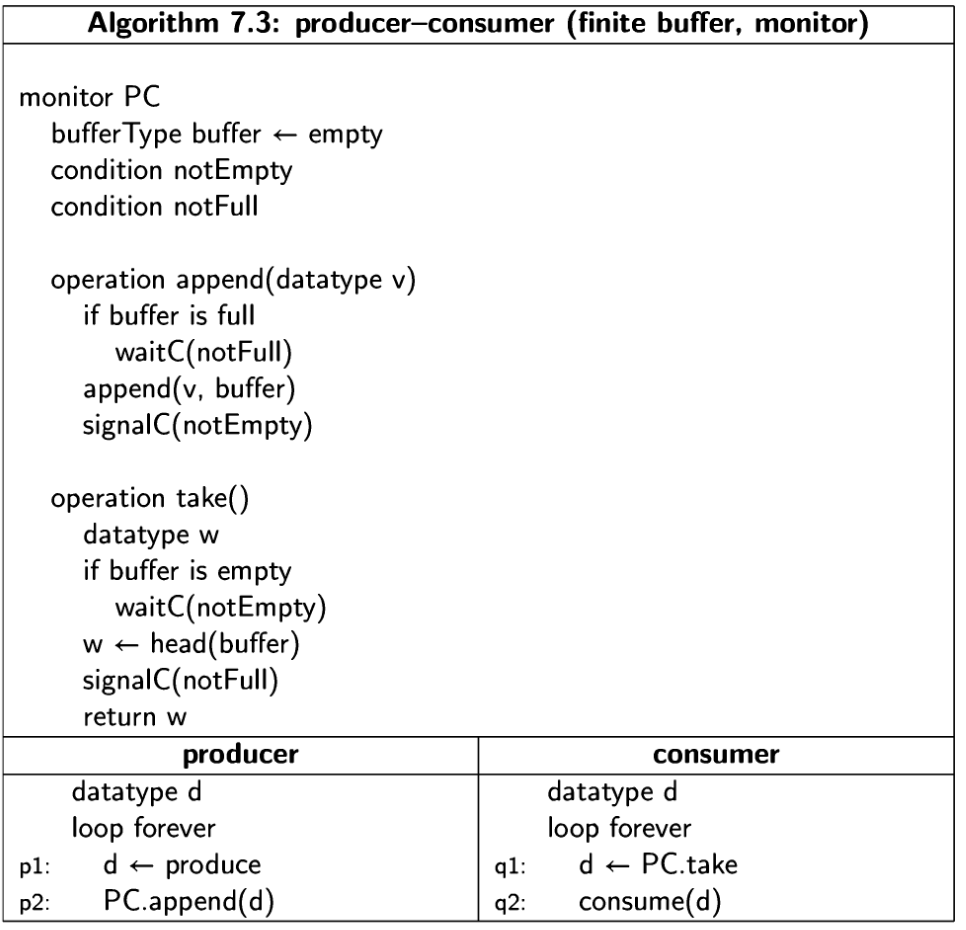 Algorithm 7.3: producer–consumer (finite buffer, monitor)
monitor PC
bufferType buffer ← empty
condition notEmpty
condition notFull
operation append(datatype v)
if buffer is full
waitC(notFull)
append(v, buffer)
signalC(notEmpty)
operation take()
datatype w
if buffer is empty
waitC(notEmpty)
w ← head(buffer)
signalC(notFull)
return w
producer
datatype d
loop forever
p1: d ← produce
p2: PC.append(d)
consumer
datatype d
loop forever
q1: d ← PC.take
q2: consume(d)